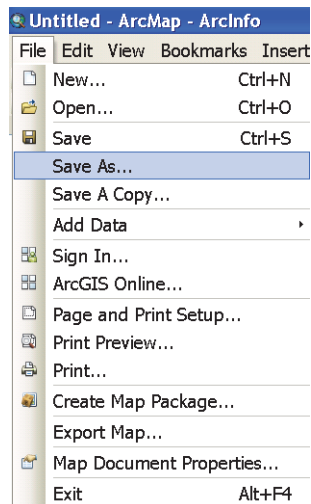 Untitled - ArcMap - ArcInfo
File Edit View Bookmarks Insert
New... Ctrl+N
Open... Ctrl+O
Save Ctrl+S
Save As...
Save A Copy...
Add Data
Sign In...
ArcGIS Online...
Page and Print Setup...
Print Preview...
Print...
Create Map Package...
Export Map...
Map Document Properties...
Exit Alt+F4